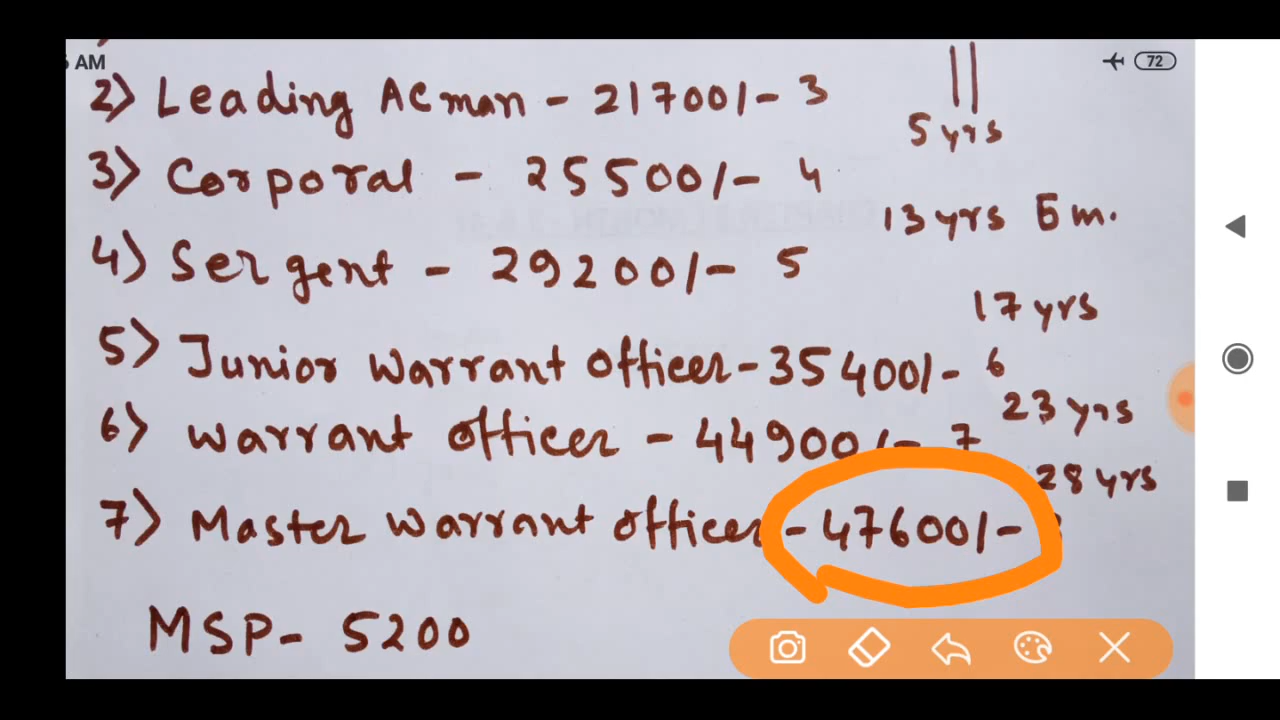 AM
72
2) Leading ACman - 21700/- 3
5 yrs
3) Corporal - 25500/- 4
13 yrs 5 m.
4) Sergent - 29200/- 5
17 yrs
5) Junior Warrant Officer - 35400/- 6
23 yrs
6) Warrant Officer - 44900/- 7
28 yrs
7) Master Warrant Officer - 47600/-
MSP - 5200